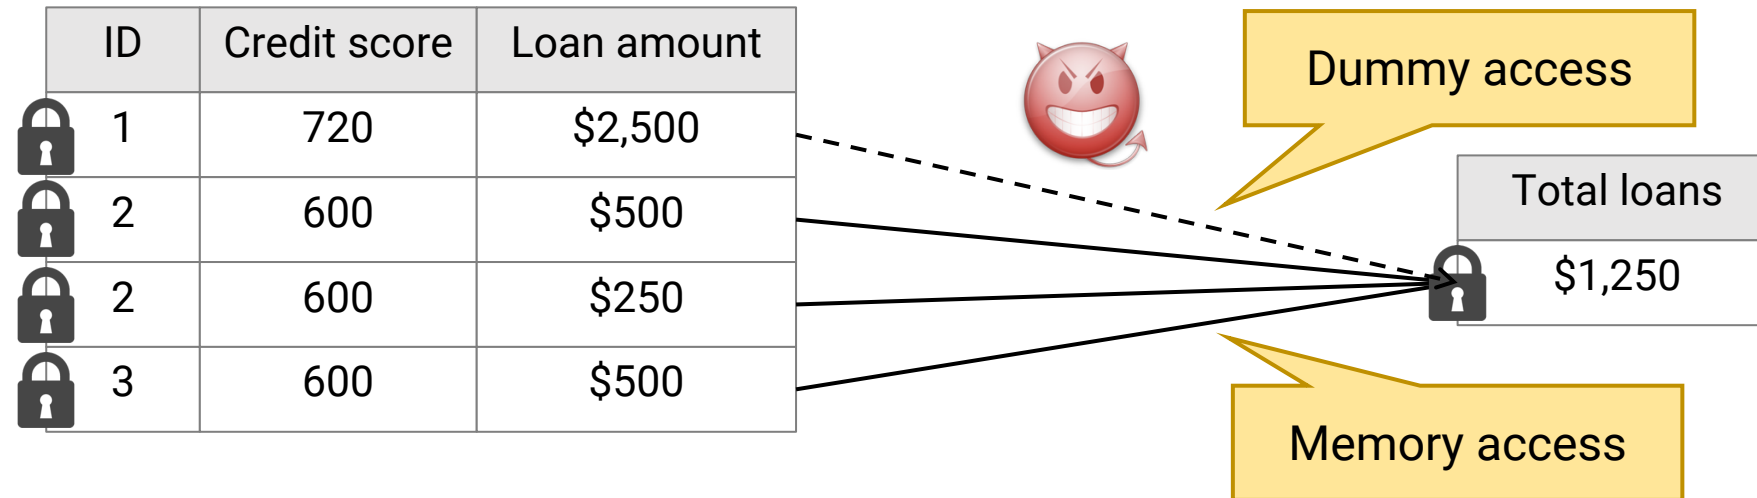 ID Credit score Loan amount
1 720 $2,500
2 600 $500
2 600 $250
3 600 $500
Dummy access
Total loans
$1,250
Memory access